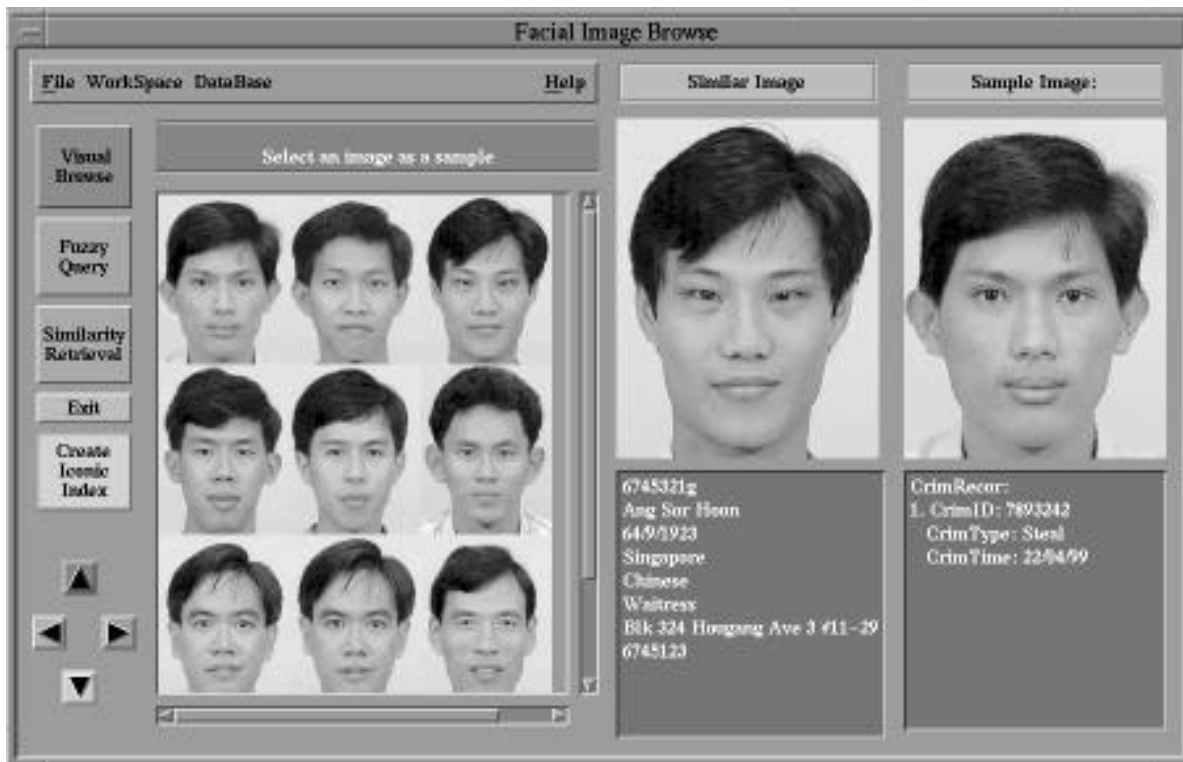 Facial Image Browse
File WorkSpace DataBase Help
Visual
Browse
Fuzzy
Query
Similarity
Retrieval
Exit
Create
Iconic
Index
Select an image as a sample
Similar Image
6745321g
Ang Sor Hoon
64/9/1923
Singapore
Chinese
Waitress
Blk 324 Hougang Ave 3 #11-29
6745123
Sample Image:
CrimRecor:
1. CrimID: 7893242
CrimType: Steal
CrimTime: 22/04/99